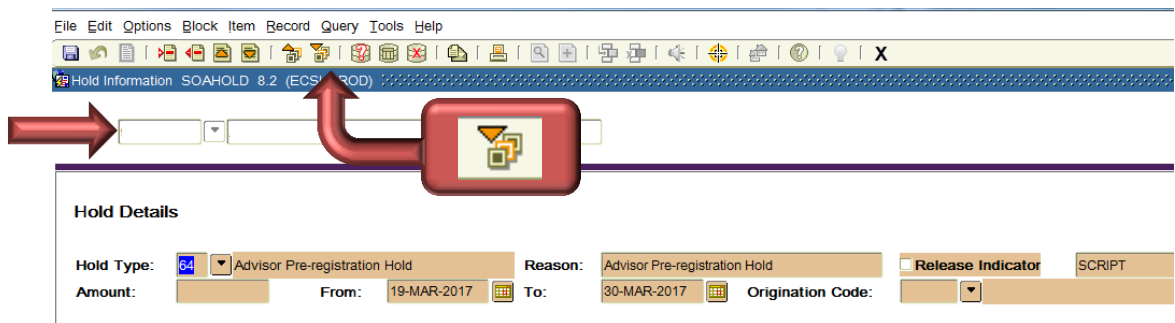 File Edit Options Block Item Record Query Tools Help
X
Hold Information SOAHOLD 8.2
Hold Details
Hold Type: 64 Advisor Pre-registration Hold Reason: Advisor Pre-registration Hold Release Indicator SCRIPT
Amount: From: 19-MAR-2017 To: 30-MAR-2017 Origination Code: